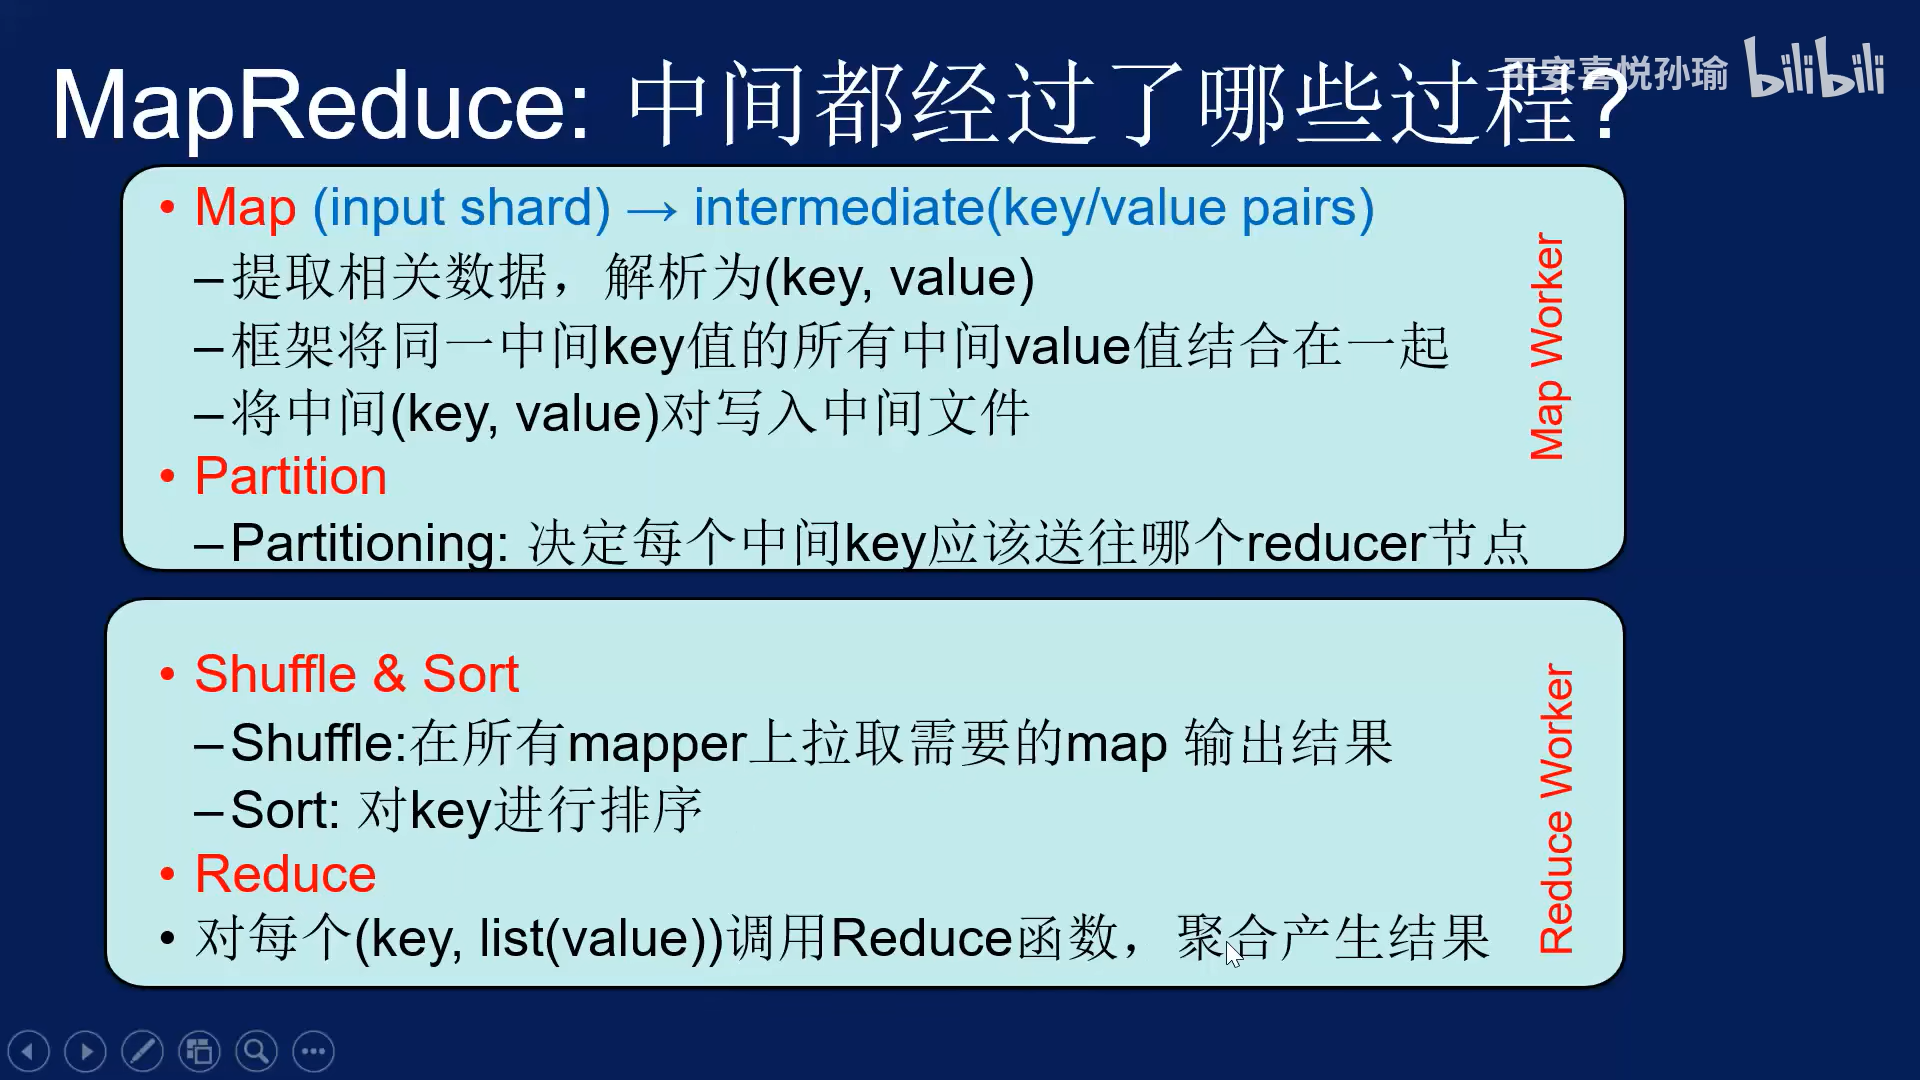 MapReduce: 中间都经过了哪些过程?
安喜悦孙瑜 bilibili
• Map (input shard) → intermediate(key/value pairs)
–提取相关数据，解析为(key, value)
–框架将同一中间key值的所有中间value值结合在一起
–将中间(key, value)对写入中间文件
• Partition
–Partitioning: 决定每个中间key应该送往哪个reducer节点
Map Worker
• Shuffle & Sort
–Shuffle:在所有mapper上拉取需要的map 输出结果
–Sort: 对key进行排序
• Reduce
• 对每个(key, list(value))调用Reduce函数，聚合产生结果
Reduce Worker